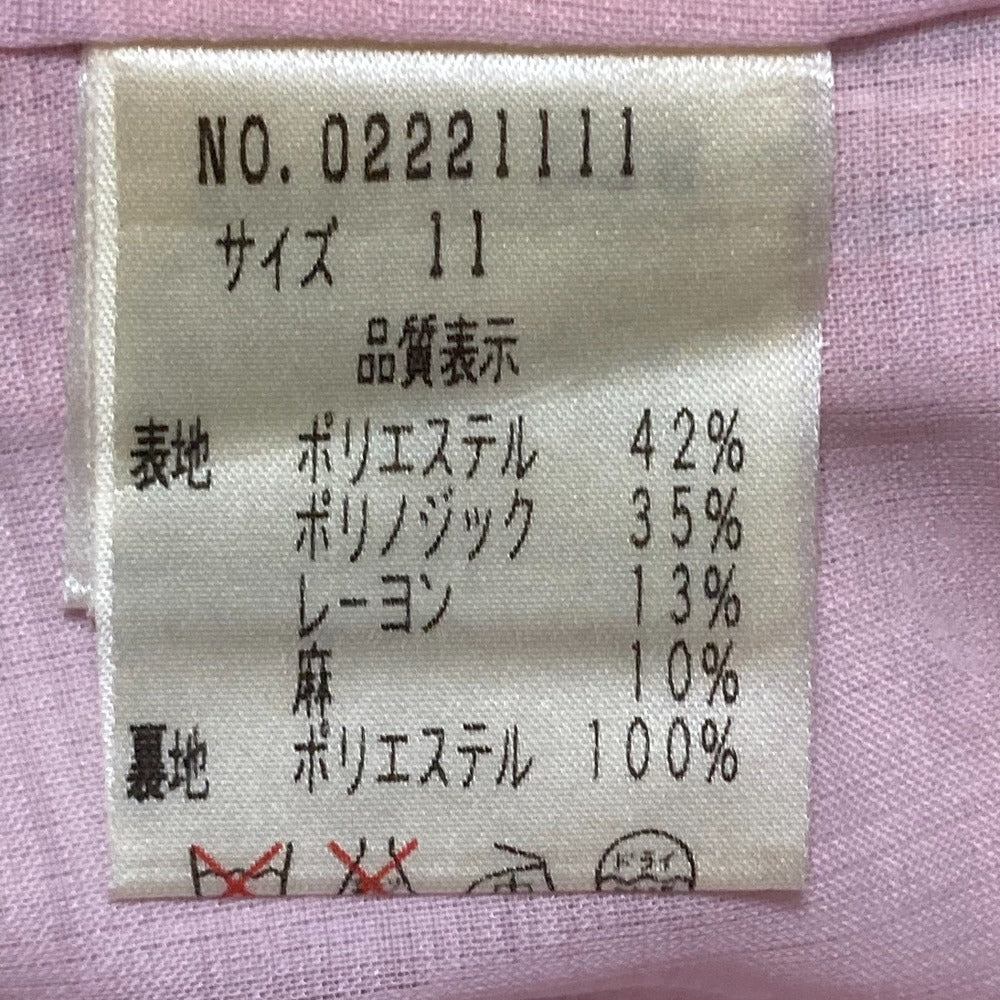 NO.02221111
サイズ 11
品質表示
表地 ポリエステル 42%
ポリノジック 35%
レーヨン 13%
麻 10%
裏地 ポリエステル 100%
ドライ